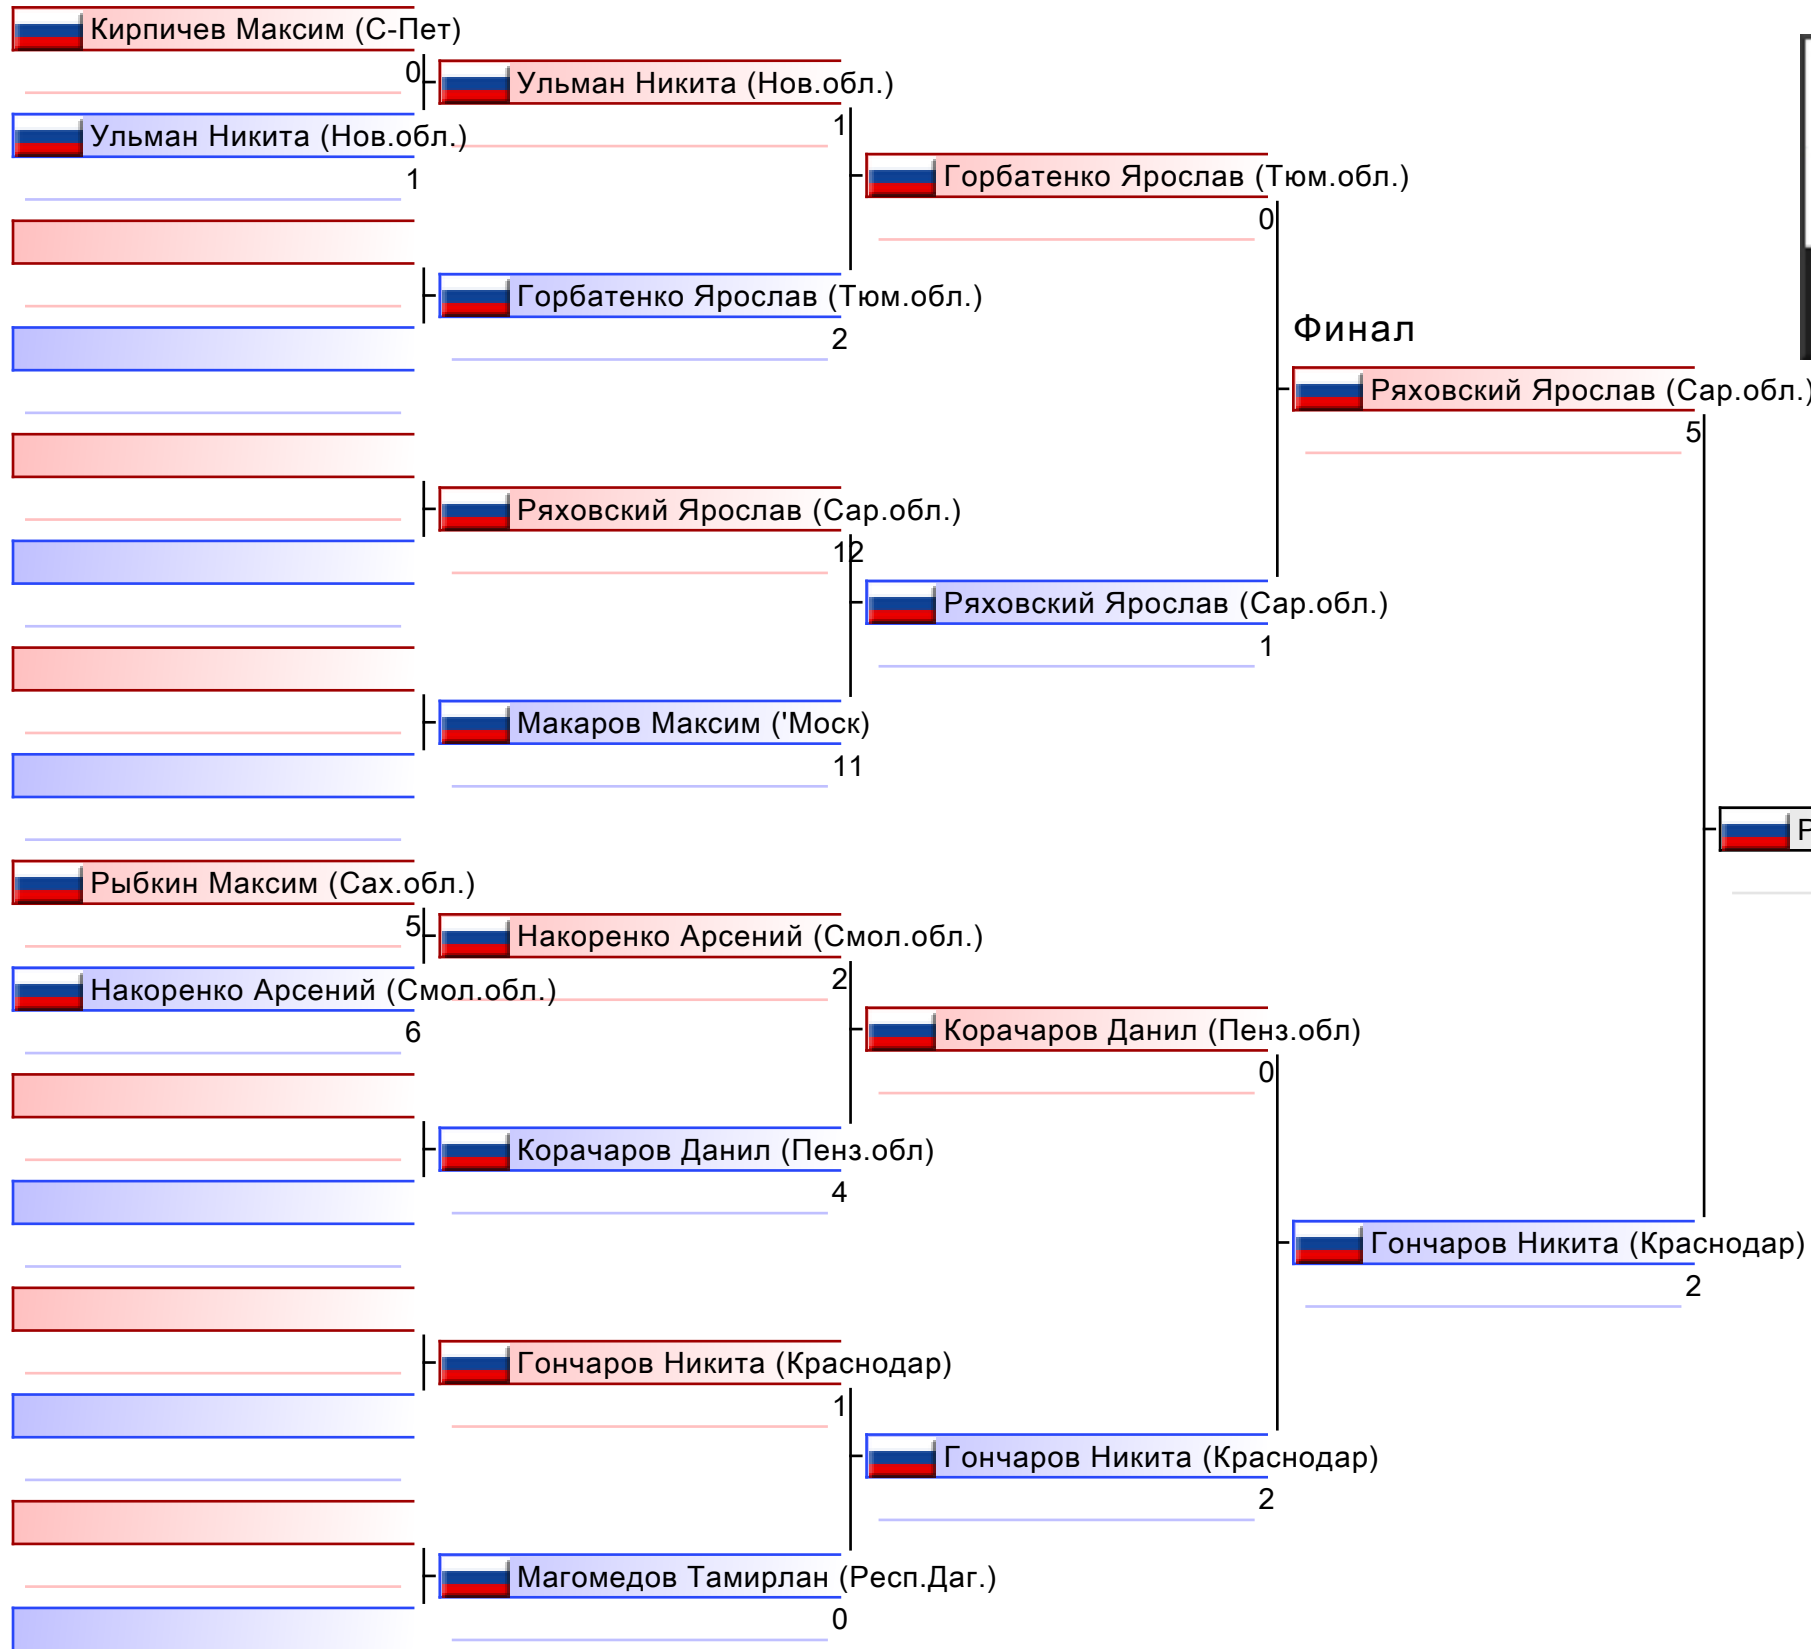 Кирпичев Максим (С-Пет)
0
Ульман Никита (Нов.обл.)
1
Рыбкин Максим (Сах.обл.)
5
Накоренко Арсений (Смол.обл.)
6
Ульман Никита (Нов.обл.)
1
Горбатенко Ярослав (Тюм.обл.)
2
Ряховский Ярослав (Сар.обл.)
12
Макаров Максим ('Моск)
11
Накоренко Арсений (Смол.обл.)
2
Корачаров Данил (Пенз.обл)
4
Гончаров Никита (Краснодар)
1
Магомедов Тамирлан (Респ.Даг.)
0
Горбатенко Ярослав (Тюм.обл.)
0
Ряховский Ярослав (Сар.обл.)
1
Корачаров Данил (Пенз.обл)
0
Гончаров Никита (Краснодар)
2
Финал
Ряховский Ярослав (Сар.обл.)
5
Гончаров Никита (Краснодар)
2